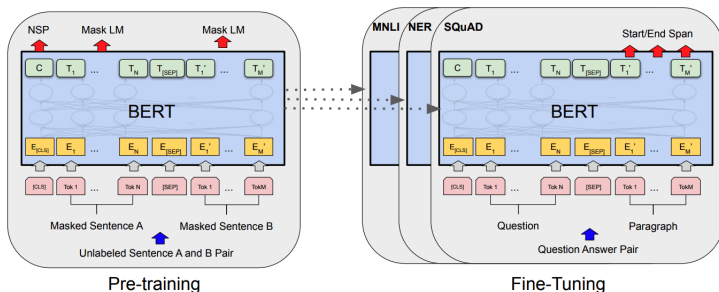 NSP Mask LM Mask LM
C T1 ... TN T[SEP] T1' ... TM'
BERT
E[CLS] E1 ... EN E[SEP] E1' ... EM'
[CLS] Tok 1 ... Tok N [SEP] Tok 1 ... TokM
Masked Sentence A Masked Sentence B
Unlabeled Sentence A and B Pair
Pre-training
MNLI NER SQuAD
Start/End Span
C T1 ... TN T[SEP] T1' ... TM'
BERT
E[CLS] E1 ... EN E[SEP] E1' ... EM'
[CLS] Tok 1 ... Tok N [SEP] Tok 1 ... TokM
Question Paragraph
Question Answer Pair
Fine-Tuning